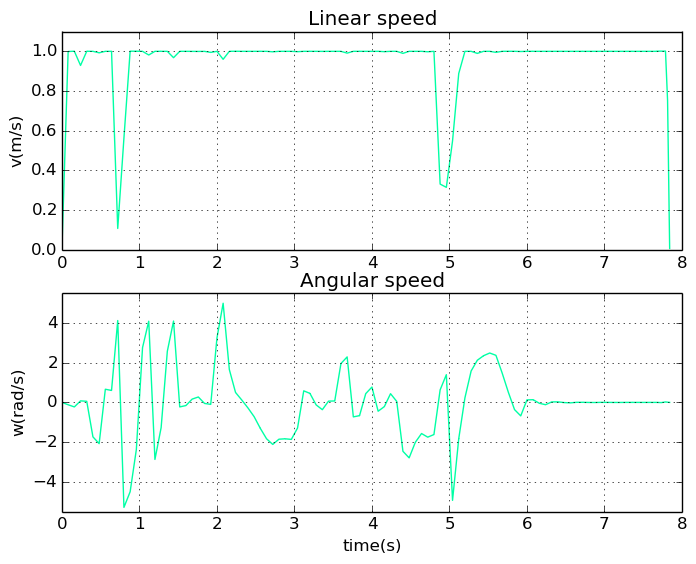 Linear speed
v(m/s)
1.0
0.8
0.6
0.4
0.2
0.0
0 1 2 3 4 5 6 7 8
Angular speed
w(rad/s)
4
2
0
−2
−4
0 1 2 3 4 5 6 7 8
time(s)